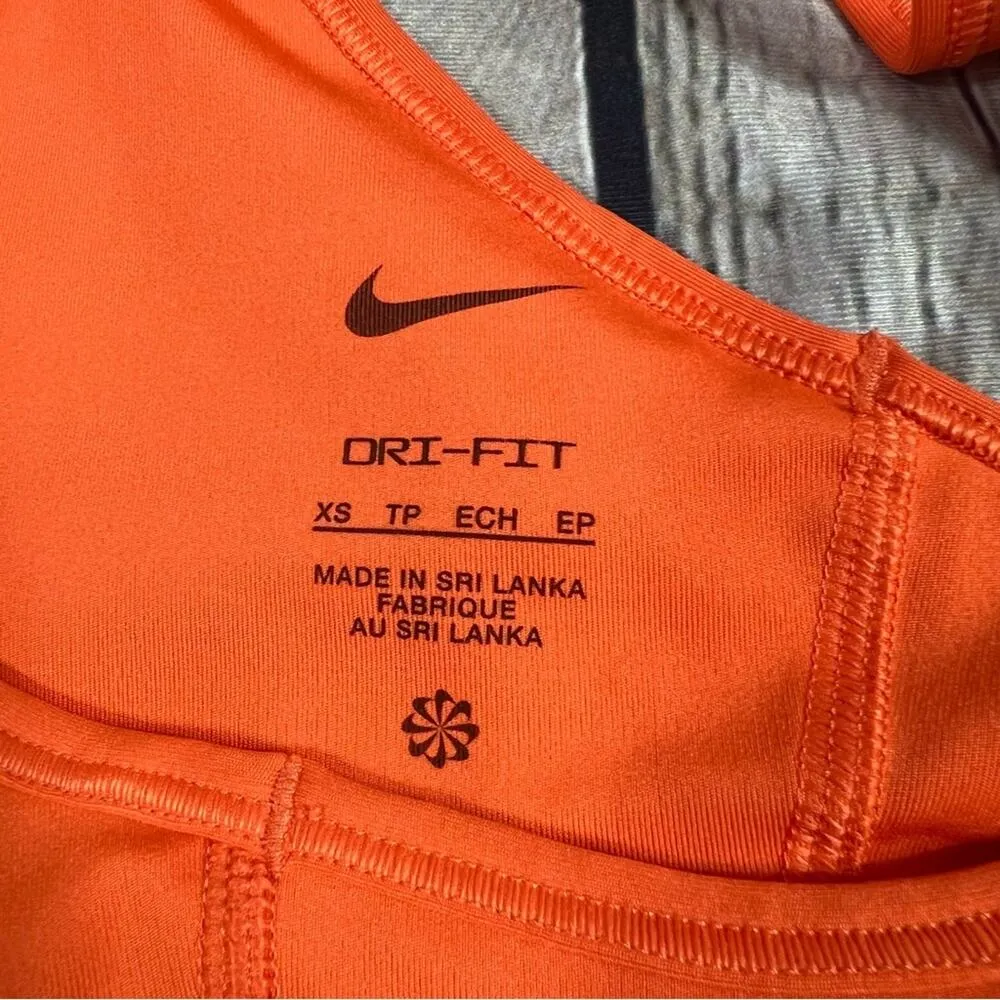 DRI-FIT
XS TP ECH EP
MADE IN SRI LANKA
FABRIQUE
AU SRI LANKA